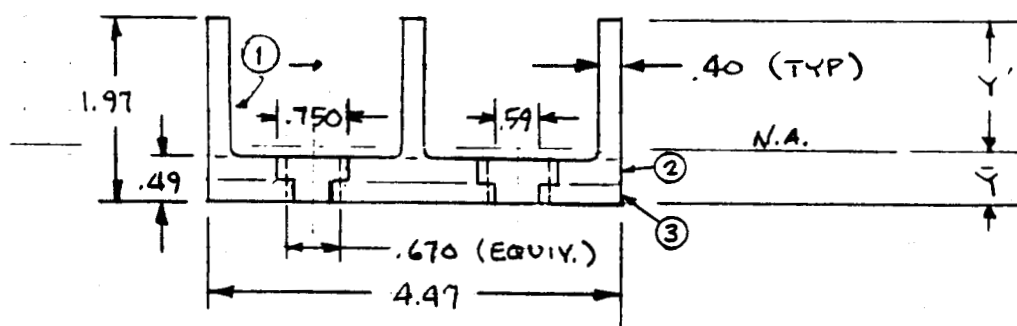 ①
.40 (TYP)
Y'
1.97
.750
.59
N.A.
②
.49
Ȳ
③
.670 (EQUIV.)
4.47